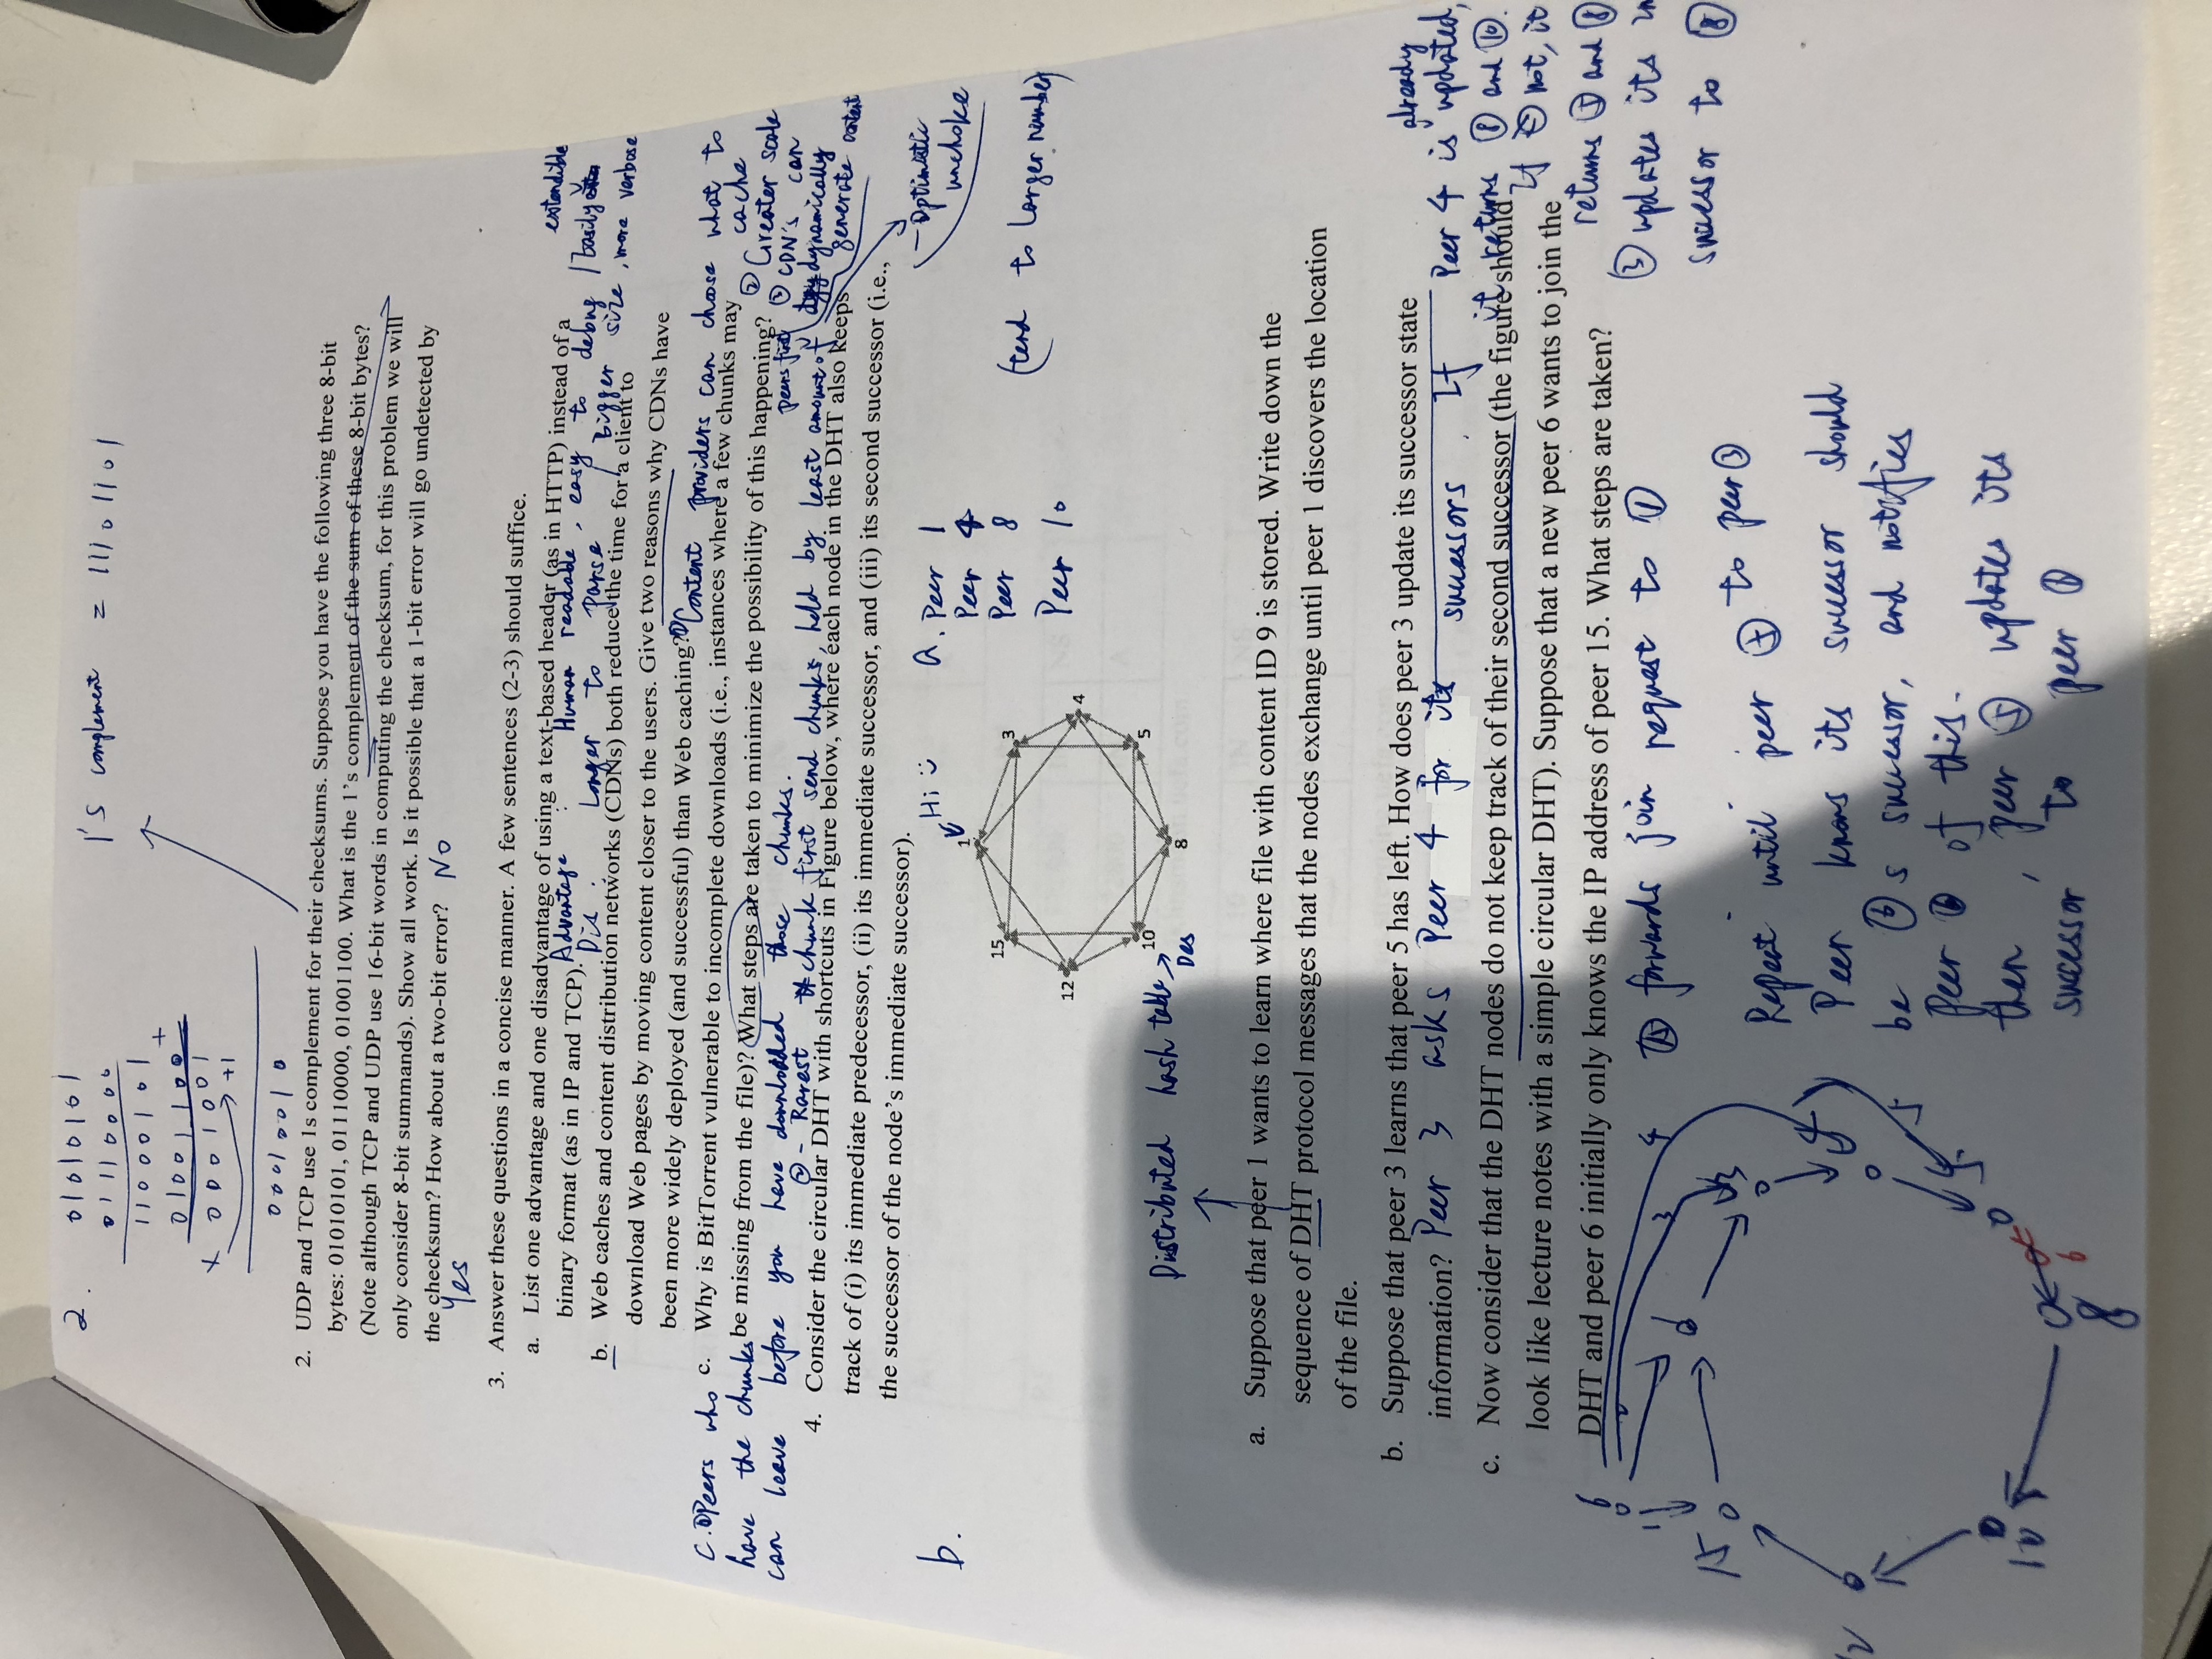 2.
01010101
01110000
11000101
+
01001100
0001001
+1
00010010
1's complement = 11101101
2. UDP and TCP use 1s complement for their checksums. Suppose you have the following three 8-bit
bytes: 01010101, 01110000, 01001100. What is the 1's complement of the sum of these 8-bit bytes?
(Note although TCP and UDP use 16-bit words in computing the checksum, for this problem we will
only consider 8-bit summands). Show all work. Is it possible that a 1-bit error will go undetected by
the checksum? How about a two-bit error? No
Yes
3. Answer these questions in a concise manner. A few sentences (2-3) should suffice.
a. List one advantage and one disadvantage of using a text-based header (as in HTTP) instead of a
binary format (as in IP and TCP). Advantage : Human readable, easy to debug / Easily extendible
Dis : Longer to Parse / Bigger size, more verbose
b. Web caches and content distribution networks (CDNs) both reduce the time for a client to
download Web pages by moving content closer to the users. Give two reasons why CDNs have
been more widely deployed (and successful) than Web caching? ① Content providers can choose what to
cache
② Greater scale
③ CDN's can
dynamically
generate content
c. Why is BitTorrent vulnerable to incomplete downloads (i.e., instances where a few chunks may
be missing from the file)? What steps are taken to minimize the possibility of this happening?
C. ① Peers who
have the chunks
can leave before you have downloaded those chunks.
② - Rarest chunk first send chunks, held by least amount of
peers first
- Optimistic
unchoke
4. Consider the circular DHT with shortcuts in Figure below, where each node in the DHT also keeps
track of (i) its immediate predecessor, (ii) its immediate successor, and (iii) its second successor (i.e.,
the successor of the node's immediate successor).
b.
Hi
1
3
4
5
8
10
12
15
a. Peer 1
Peer 4
Peer 8
Peer 10
(tend to larger number)
Distributed hash table
Des
a. Suppose that peer 1 wants to learn where file with content ID 9 is stored. Write down the
sequence of DHT protocol messages that the nodes exchange until peer 1 discovers the location
of the file.
b. Suppose that peer 3 learns that peer 5 has left. How does peer 3 update its successor state
information? Peer 3 asks Peer 4 for its successors. If Peer 4 is already updated,
it returns ⑧ and ⑩.
If not, it
returns ⑤ and ⑧
③ updates its
successor to ⑧
c. Now consider that the DHT nodes do not keep track of their second successor (the figure should
look like lecture notes with a simple circular DHT). Suppose that a new peer 6 wants to join the
DHT and peer 6 initially only knows the IP address of peer 15. What steps are taken?
⑮ forwards join request to ①
Repeat until peer to peer ③
Peer knows its successor should
be ⑥s successor, and notifies
Peer ⑥ of this.
then, peer ⑤ updates its
successor to peer ⑥
6
1
2
3
4
5
15
1
3
4
5
6
8
10